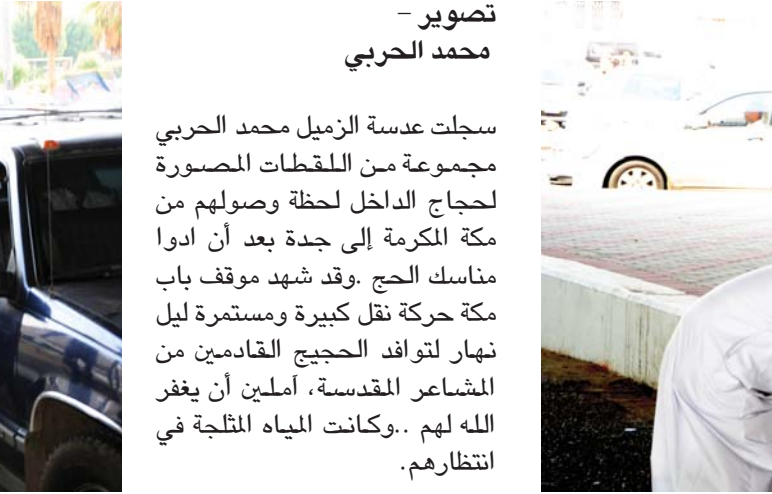 تصوير -
محمد الحربي
سجلت عدسة الزميل محمد الحربي
مجموعة من اللقطات المصورة
لحجاج الداخل لحظة وصولهم من
مكة المكرمة إلى جدة بعد أن ادوا
مناسك الحج .وقد شهد موقف باب
مكة حركة نقل كبيرة ومستمرة ليل
نهار لتوافد الحجيج القادمين من
المشاعر المقدسة، آملين أن يغفر
الله لهم ..وكانت المياه المثلجة في
انتظارهم.